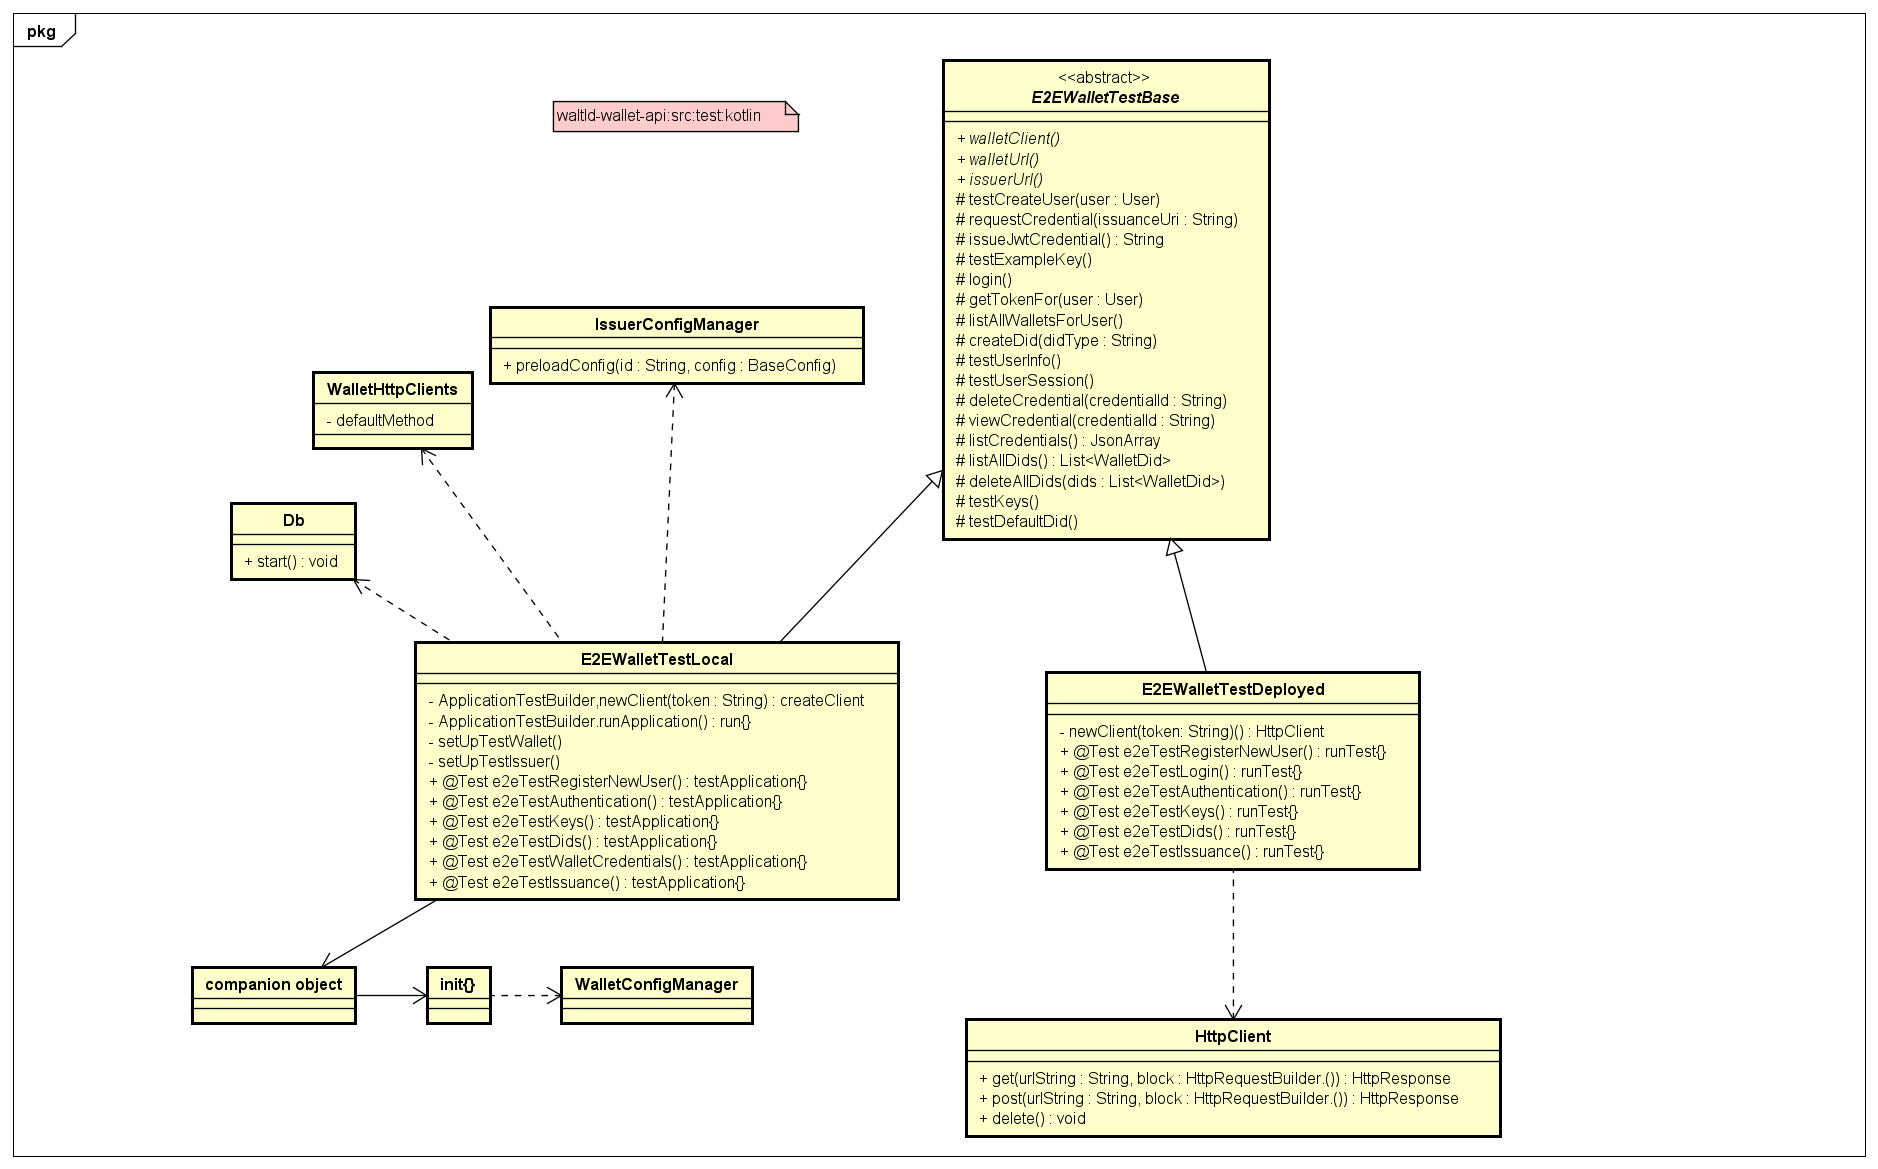 pkg
waltId-wallet-api:src:test:kotlin
<<abstract>>
E2EWalletTestBase
+ walletClient()
+ walletUrl()
+ issuerUrl()
# testCreateUser(user : User)
# requestCredential(issuanceUri : String)
# issueJwtCredential() : String
# testExampleKey()
# login()
# getTokenFor(user : User)
# listAllWalletsForUser()
# createDid(didType : String)
# testUserInfo()
# testUserSession()
# deleteCredential(credentialId : String)
# viewCredential(credentialId : String)
# listCredentials() : JsonArray
# listAllDids() : List<WalletDid>
# deleteAllDids(dids : List<WalletDid>)
# testKeys()
# testDefaultDid()
IssuerConfigManager
+ preloadConfig(id : String, config : BaseConfig)
WalletHttpClients
- defaultMethod
Db
+ start() : void
E2EWalletTestLocal
- ApplicationTestBuilder,newClient(token : String) : createClient
- ApplicationTestBuilder.runApplication() : run{}
- setUpTestWallet()
- setUpTestIssuer()
+ @Test e2eTestRegisterNewUser() : testApplication{}
+ @Test e2eTestAuthentication() : testApplication{}
+ @Test e2eTestKeys() : testApplication{}
+ @Test e2eTestDids() : testApplication{}
+ @Test e2eTestWalletCredentials() : testApplication{}
+ @Test e2eTestIssuance() : testApplication{}
E2EWalletTestDeployed
- newClient(token: String)() : HttpClient
+ @Test e2eTestRegisterNewUser() : runTest{}
+ @Test e2eTestLogin() : runTest{}
+ @Test e2eTestAuthentication() : runTest{}
+ @Test e2eTestKeys() : runTest{}
+ @Test e2eTestDids() : runTest{}
+ @Test e2eTestIssuance() : runTest{}
companion object
init{}
WalletConfigManager
HttpClient
+ get(urlString : String, block : HttpRequestBuilder.()) : HttpResponse
+ post(urlString : String, block : HttpRequestBuilder.()) : HttpResponse
+ delete() : void